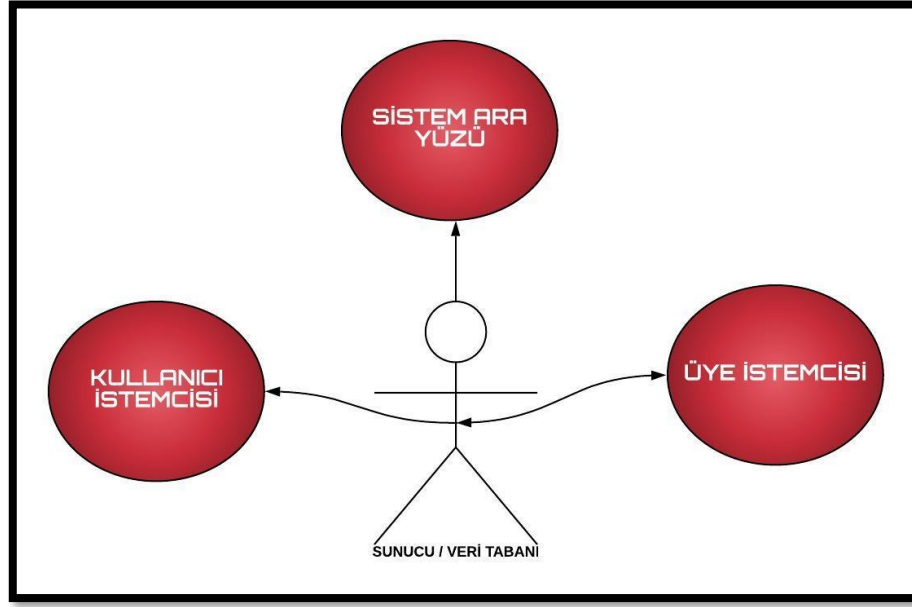 SİSTEM ARA
YÜZÜ
KULLANICI
İSTEMCİSİ
ÜYE İSTEMCİSİ
SUNUCU / VERİ TABANI